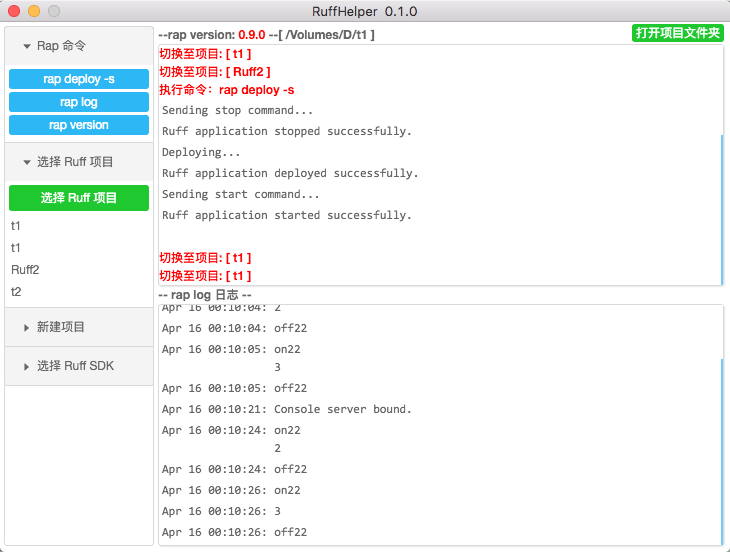 RuffHelper 0.1.0
Rap 命令
rap deploy -s
rap log
rap version
选择 Ruff 项目
选择 Ruff 项目
t1
t1
Ruff2
t2
新建项目
选择 Ruff SDK
--rap version: 0.9.0 --[ /Volumes/D/t1 ]
打开项目文件夹
切换至项目: [ t1 ]
切换至项目: [ Ruff2 ]
执行命令: rap deploy -s
Sending stop command...
Ruff application stopped successfully.
Deploying...
Ruff application deployed successfully.
Sending start command...
Ruff application started successfully.
切换至项目: [ t1 ]
切换至项目: [ t1 ]
-- rap log 日志 --
Apr 16 00:10:04: 2
Apr 16 00:10:04: off22
Apr 16 00:10:05: on22
3
Apr 16 00:10:05: off22
Apr 16 00:10:21: Console server bound.
Apr 16 00:10:24: on22
2
Apr 16 00:10:24: off22
Apr 16 00:10:26: on22
Apr 16 00:10:26: 3
Apr 16 00:10:26: off22